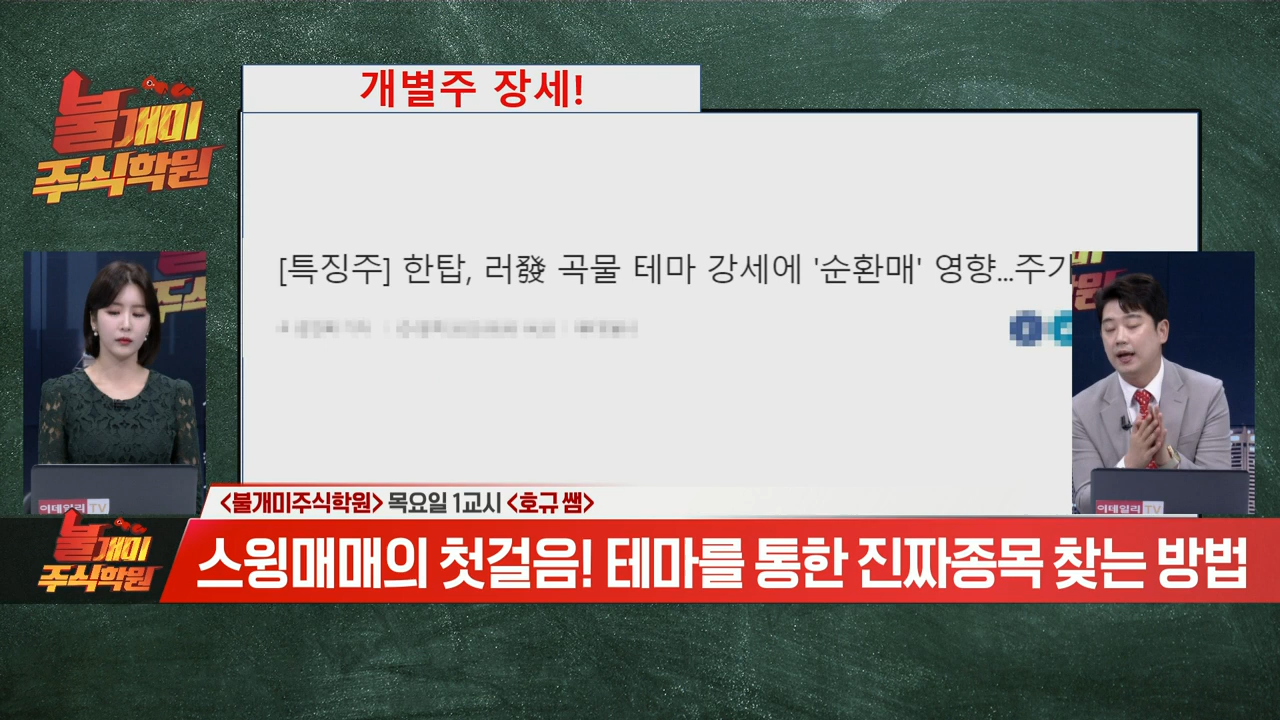 개별주 장세!
불개미
주식학원
[특징주] 한탑, 러發 곡물 테마 강세에 '순환매' 영향...주가
이데일리TV
이데일리TV
<불개미주식학원> 목요일 1교시 <호규 쌤>
불개미
주식학원
스윙매매의 첫걸음! 테마를 통한 진짜종목 찾는 방법